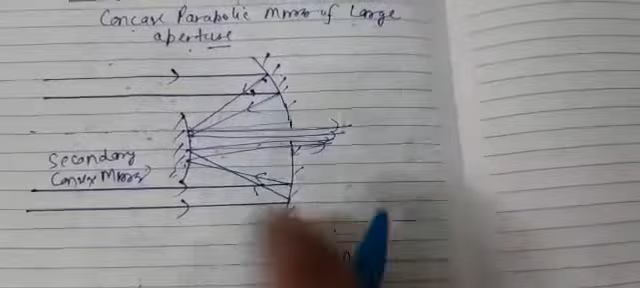 Concave Parabolic Mirror of Large
aperture
Secondary
Convex Mirror